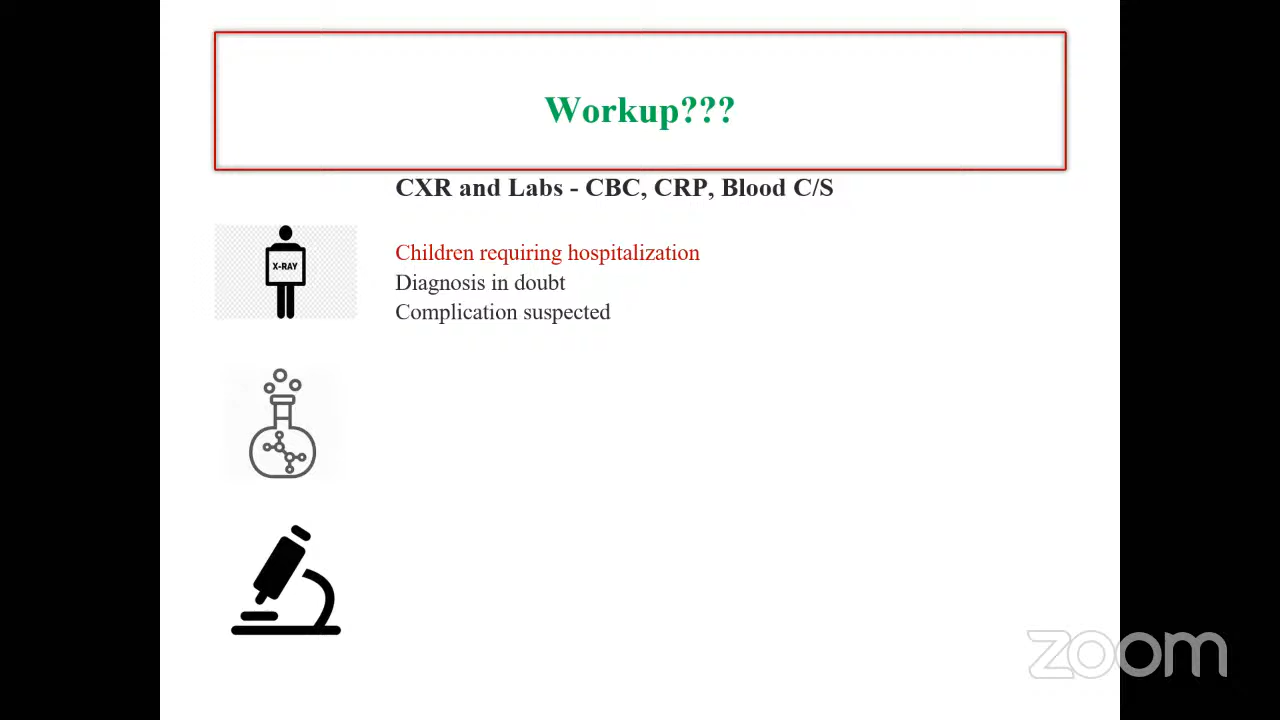 Workup???
CXR and Labs - CBC, CRP, Blood C/S
X-RAY
Children requiring hospitalization
Diagnosis in doubt
Complication suspected
zoom